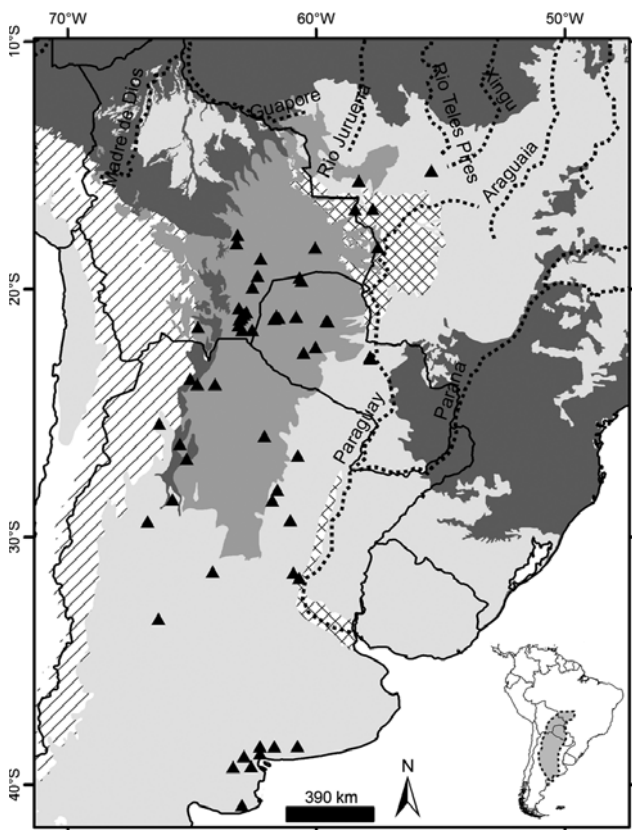 70°W 60°W 50°W
10°S
Madre de Dios
Guapore
Rio Juruena
Rio Teles Pires
Xingu
Araguaia
20°S
Paraguay
Parana
30°S
40°S
N
390 km